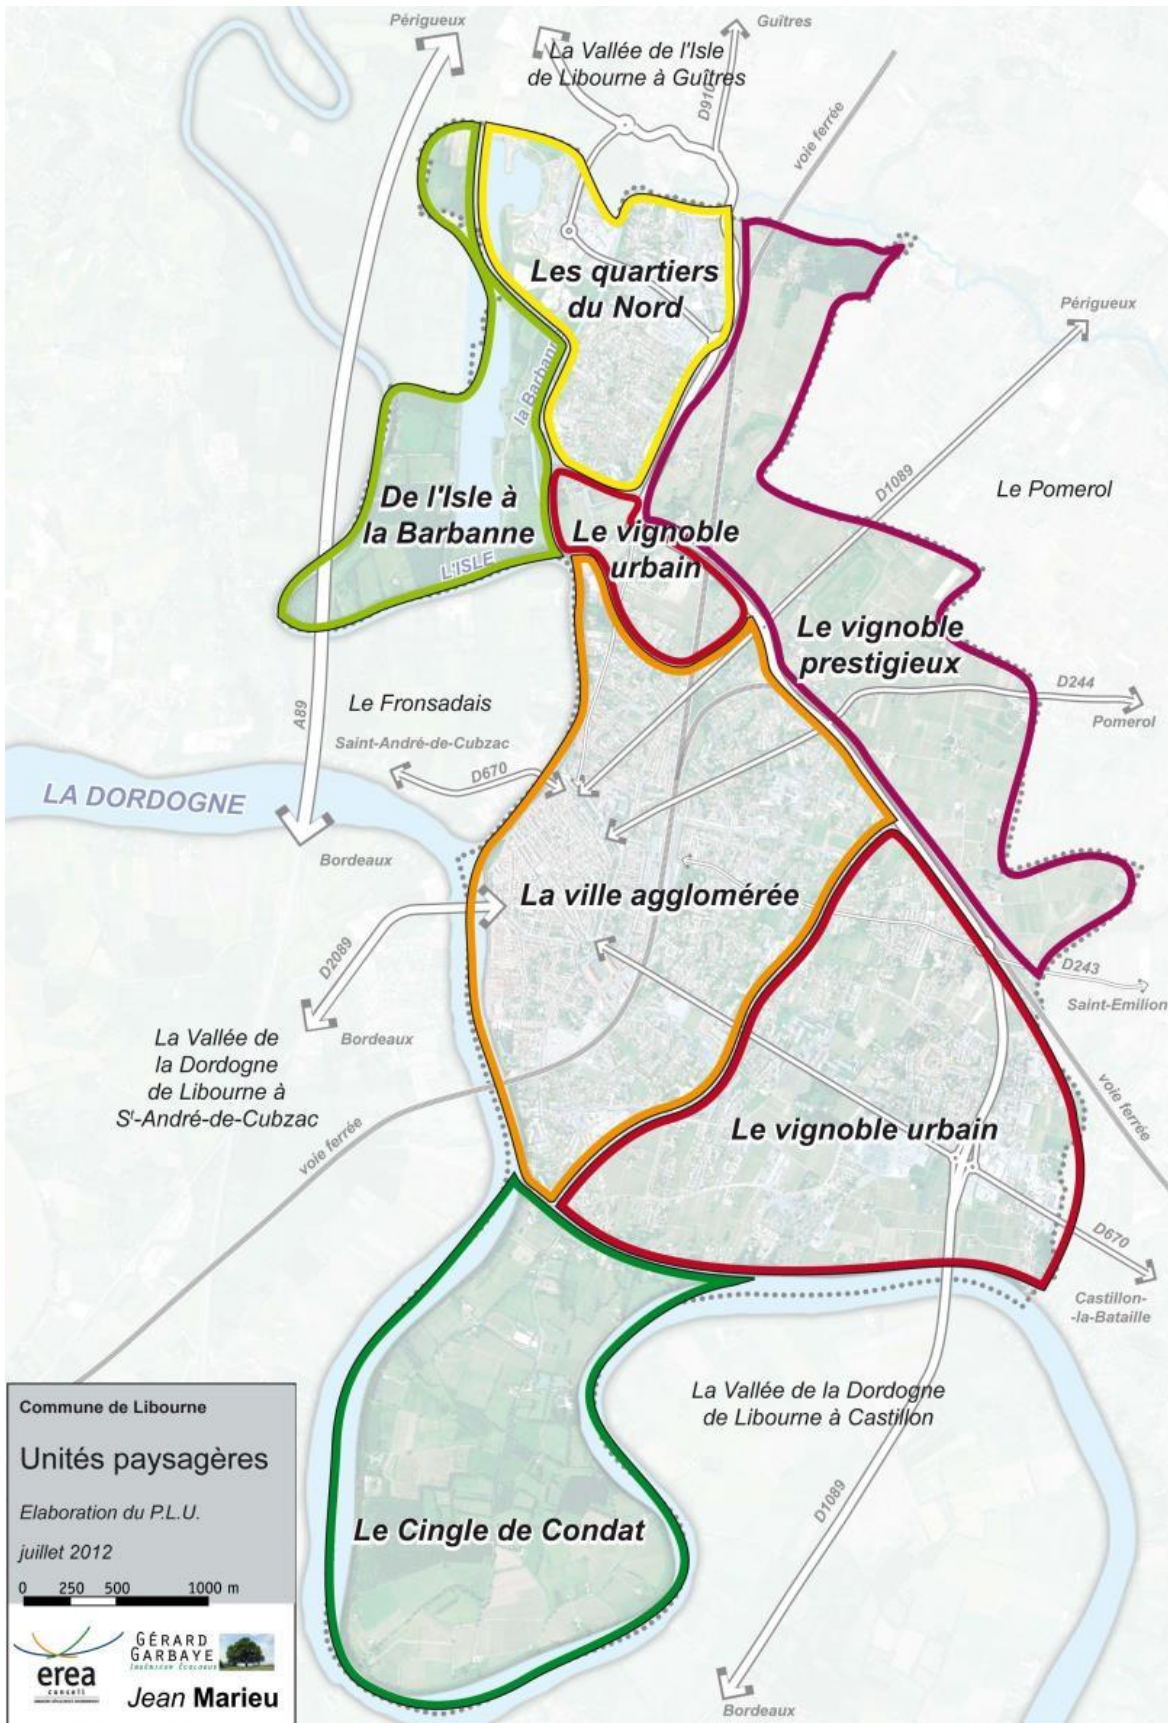 Périgueux
Guîtres
La Vallée de l'Isle
de Libourne à Guîtres
D910
voie ferrée
Les quartiers
du Nord
Périgueux
la Barbann
D1089
Le Pomerol
De l'Isle à
la Barbanne
L'ISLE
Le vignoble
urbain
Le vignoble
prestigieux
A89
Le Fronsadais
D244
Pomerol
Saint-André-de-Cubzac
D670
LA DORDOGNE
Bordeaux
La ville agglomérée
D2089
D243
Saint-Emilion
Bordeaux
La Vallée de
la Dordogne
de Libourne à
St-André-de-Cubzac
voie ferrée
voie ferrée
Le vignoble urbain
D670
Castillon-
-la-Bataille
La Vallée de la Dordogne
de Libourne à Castillon
D1089
Le Cingle de Condat
Bordeaux
Commune de Libourne
Unités paysagères
Elaboration du P.L.U.
juillet 2012
0 250 500 1000 m
erea
conseil
GÉRARD
GARBAYE
INGÉNIEUR ÉCOLOGUE
Jean Marieu